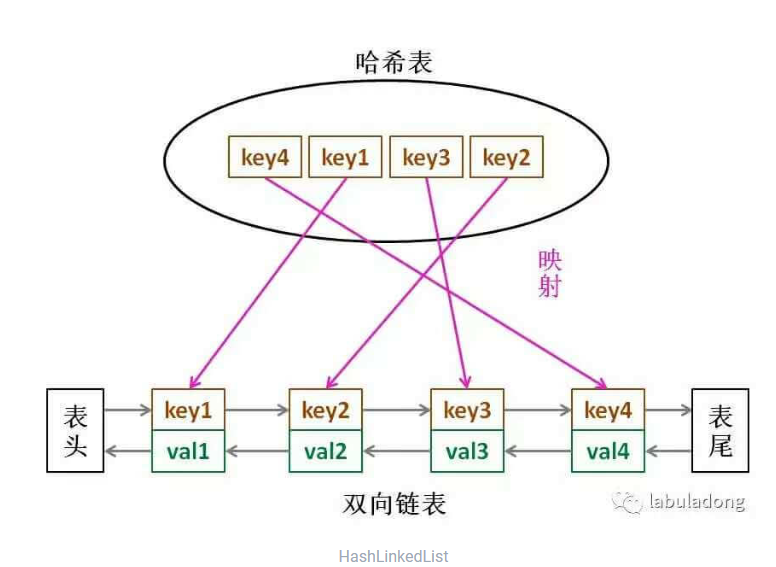 哈希表
key4 key1 key3 key2
映
射
表 key1 key2 key3 key4 表
头 val1 val2 val3 val4 尾
双向链表
labuladong
HashLinkedList